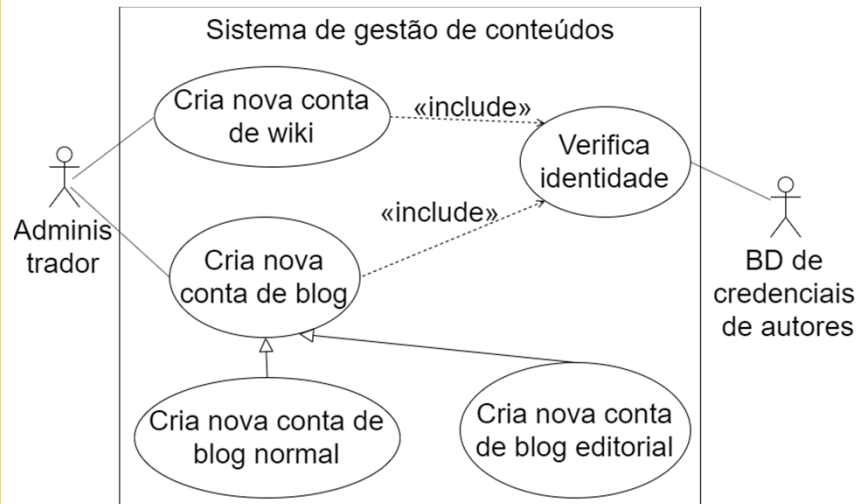 Sistema de gestão de conteúdos
Cria nova conta
de wiki
«include»
Verifica
identidade
Adminis
trador
«include»
Cria nova
conta de blog
BD de
credenciais
de autores
Cria nova conta de
blog normal
Cria nova conta
de blog editorial